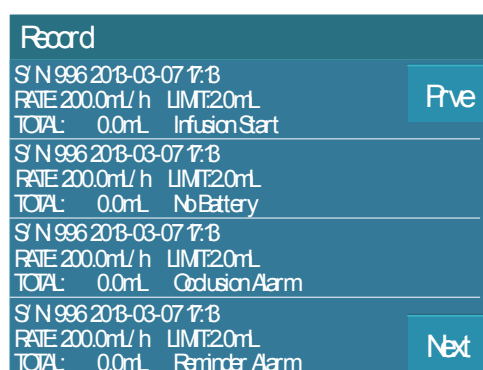 Record
S/N 996 2013-03-07 17:13
RATE: 200.0mL/h LIMIT:2.0mL
TOTAL: 0.0mL Infusion Start
Prve
S/N 996 2013-03-07 17:13
RATE: 200.0mL/h LIMIT:2.0mL
TOTAL: 0.0mL No Battery
S/N 996 2013-03-07 17:13
RATE: 200.0mL/h LIMIT:2.0mL
TOTAL: 0.0mL Occlusion Alarm
S/N 996 2013-03-07 17:13
RATE: 200.0mL/h LIMIT:2.0mL
TOTAL: 0.0mL Reminder Alarm
Next